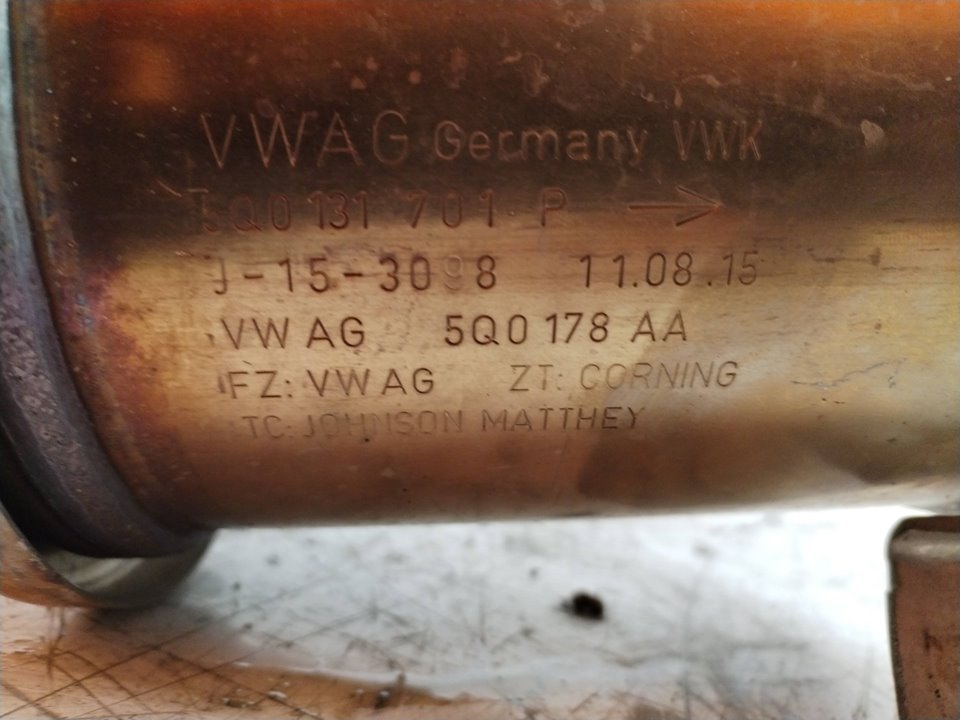 VWAG Germany VWK
5Q0 131 701 P →
J-15-3098 11.08.15
VW AG 5Q0 178 AA
FZ: VW AG ZT: CORNING
TC: JOHNSON MATTHEY